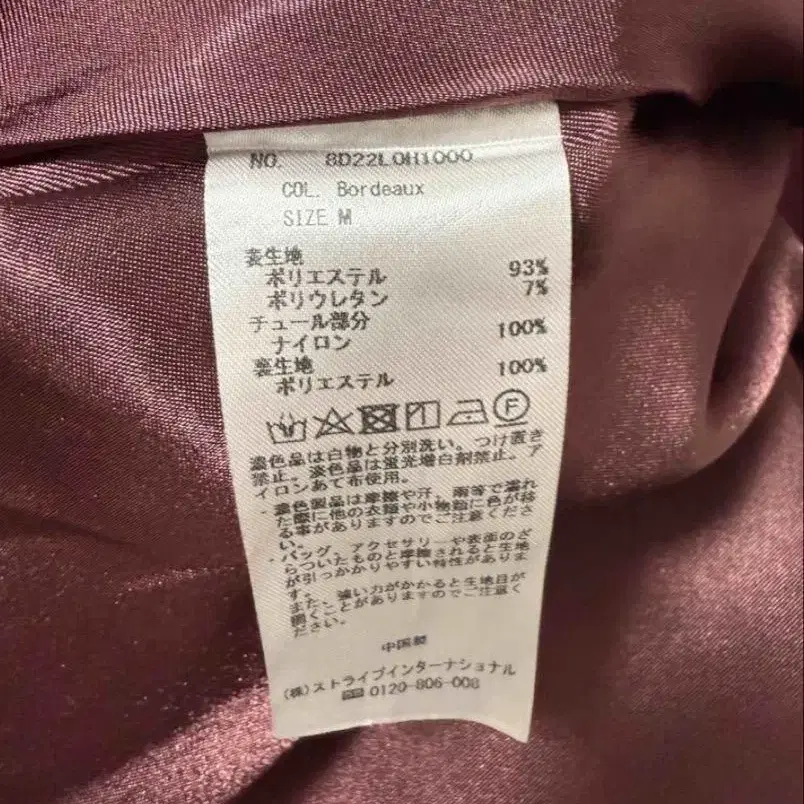 NO. 8D22L0H1000
COL. Bordeaux
SIZE M
表生地
ポリエステル 93%
ポリウレタン 7%
チュール部分
ナイロン 100%
裏生地
ポリエステル 100%
F
濃色品は白物と分別洗い。つけ置き
禁止。淡色品は蛍光増白剤禁止。ア
イロンあて布使用。
・濃色製品は摩擦や汗、雨等で濡れ
た際に他の衣類や小物類に色が移
る事がありますのでご注意くださ
い。
・バッグ、アクセサリーや表面のざ
らついたものと摩擦されると生地
が引っかかりやすい特性がありま
す。
また、強い力がかかると生地目が
開くことがありますのでご注意く
ださい。
中国製
(株)ストライプインターナショナル
0120-806-008